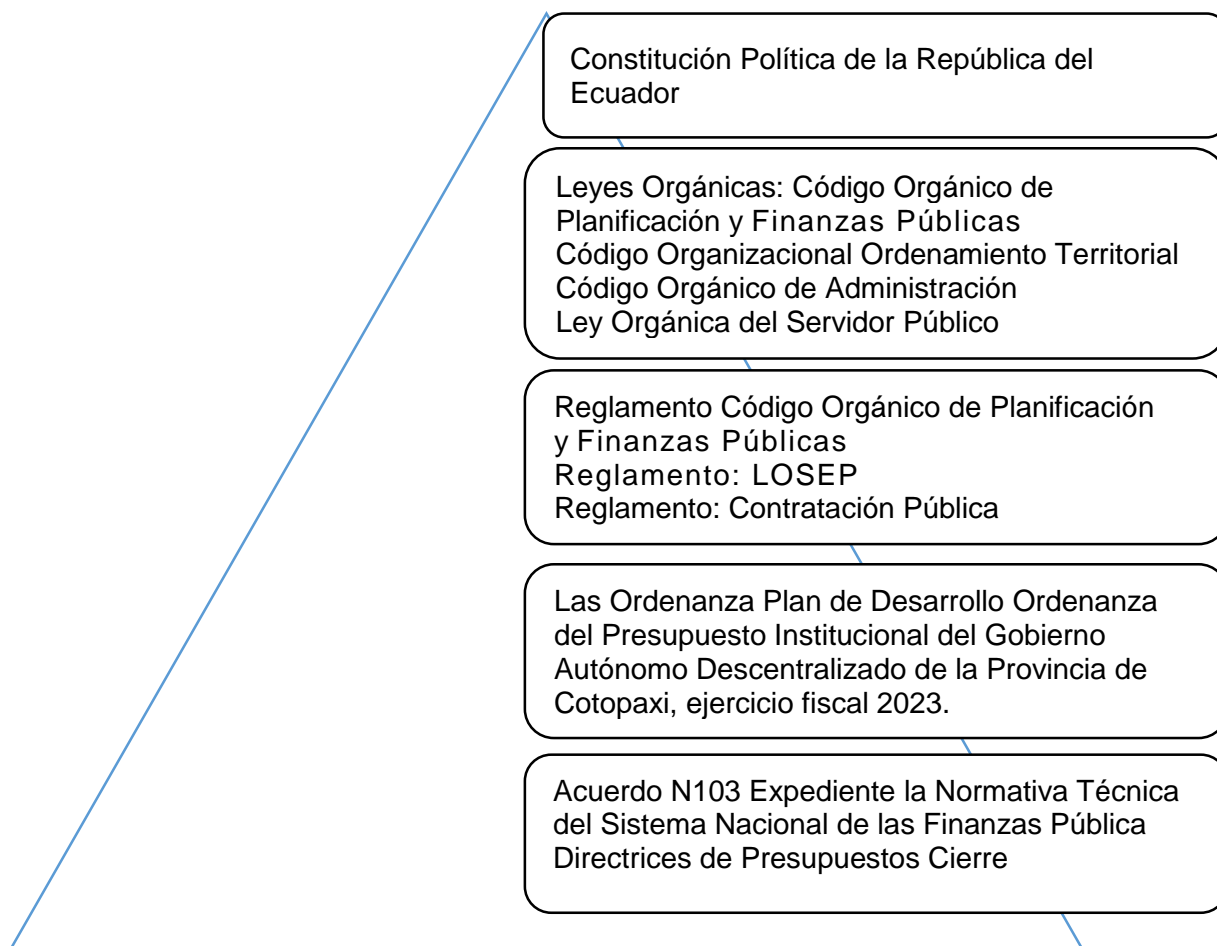 Constitución Política de la República del
Ecuador
Leyes Orgánicas: Código Orgánico de
Planificación y Finanzas Públicas
Código Organizacional Ordenamiento Territorial
Código Orgánico de Administración
Ley Orgánica del Servidor Público
Reglamento Código Orgánico de Planificación
y Finanzas Públicas
Reglamento: LOSEP
Reglamento: Contratación Pública
Las Ordenanza Plan de Desarrollo Ordenanza
del Presupuesto Institucional del Gobierno
Autónomo Descentralizado de la Provincia de
Cotopaxi, ejercicio fiscal 2023.
Acuerdo N103 Expediente la Normativa Técnica
del Sistema Nacional de las Finanzas Pública
Directrices de Presupuestos Cierre